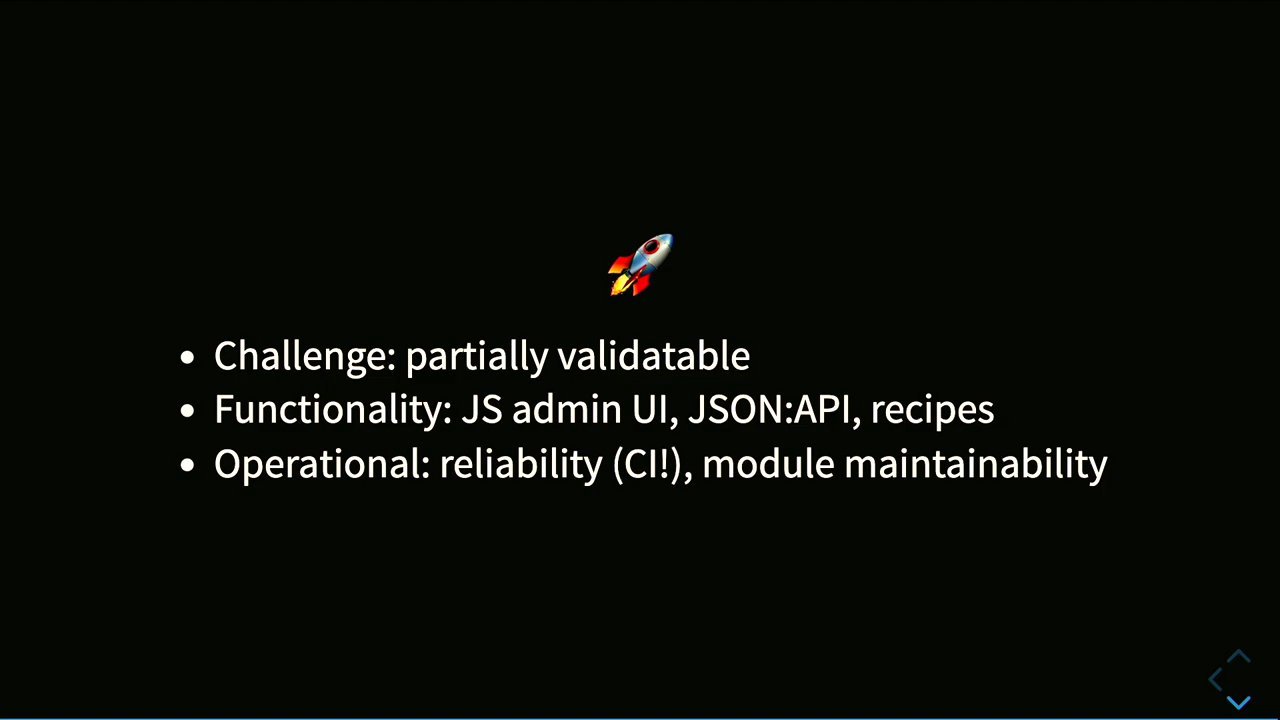 • Challenge: partially validatable
• Functionality: JS admin UI, JSON:API, recipes
• Operational: reliability (CI!), module maintainability